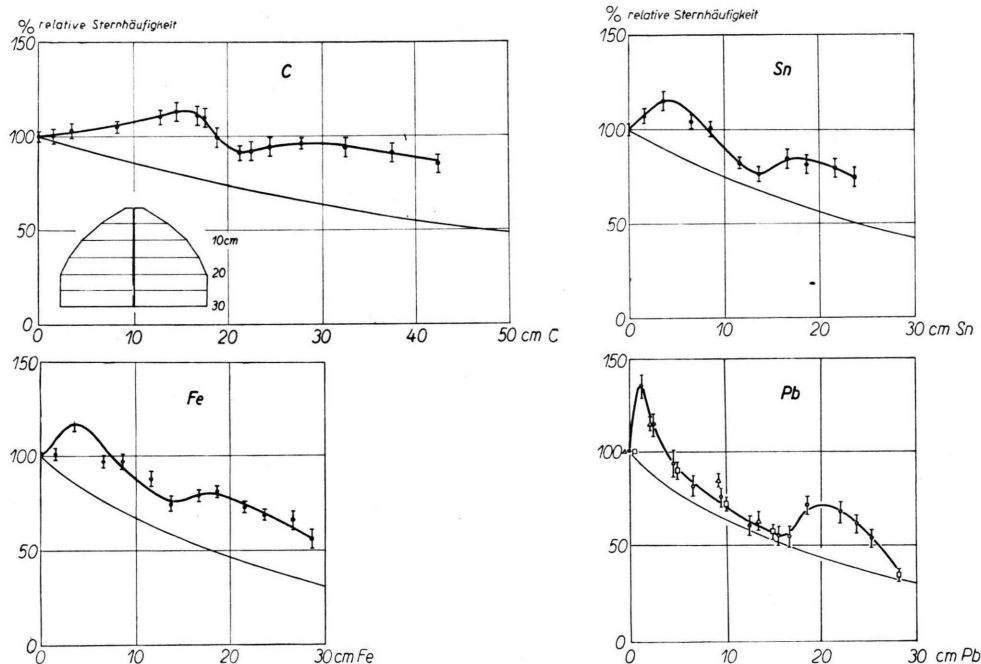 % relative Sternhäufigkeit
150
100
50
0
C
10cm
20
30
0 10 20 30 40 50 cm C
% relative Sternhäufigkeit
150
100
50
0
Sn
0 10 20 30 cm Sn
150
100
50
0
Fe
0 10 20 30 cm Fe
150
100
50
0
Pb
0 10 20 30 cm Pb